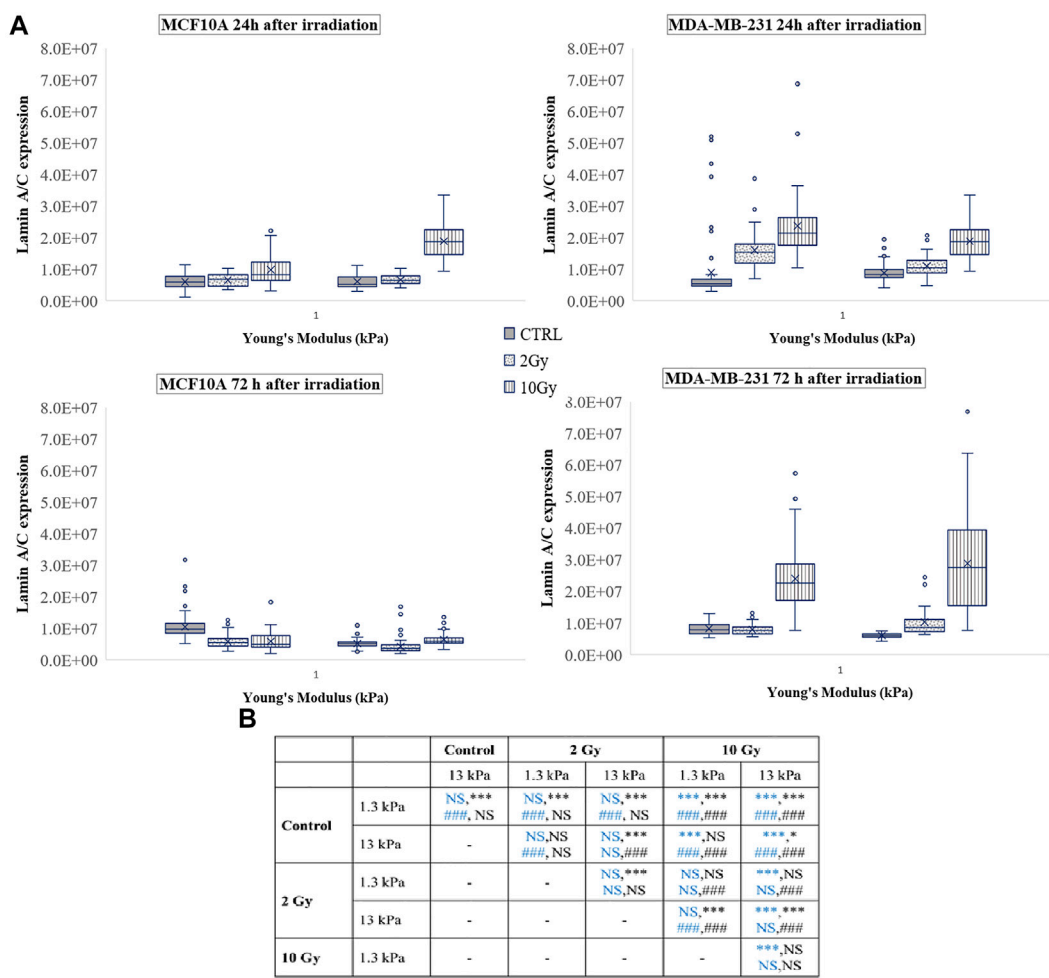 A
MCF10A 24h after irradiation
8.0E+07
7.0E+07
6.0E+07
5.0E+07
4.0E+07
3.0E+07
2.0E+07
1.0E+07
0.0E+00
Lamin A/C expression
1
Young's Modulus (kPa)
MDA-MB-231 24h after irradiation
8.0E+07
7.0E+07
6.0E+07
5.0E+07
4.0E+07
3.0E+07
2.0E+07
1.0E+07
0.0E+00
Lamin A/C expression
1
Young's Modulus (kPa)
CTRL
2Gy
10Gy
MCF10A 72 h after irradiation
8.0E+07
7.0E+07
6.0E+07
5.0E+07
4.0E+07
3.0E+07
2.0E+07
1.0E+07
0.0E+00
Lamin A/C expression
1
Young's Modulus (kPa)
MDA-MB-231 72 h after irradiation
8.0E+07
7.0E+07
6.0E+07
5.0E+07
4.0E+07
3.0E+07
2.0E+07
1.0E+07
0.0E+00
Lamin A/C expression
1
Young's Modulus (kPa)
B
Control 2 Gy 10 Gy
13 kPa 1.3 kPa 13 kPa 1.3 kPa 13 kPa
Control 1.3 kPa NS,*** NS,*** NS,*** ***,*** ***,***
###, NS ###, NS ###, NS ###,### ###,###
13 kPa - NS,NS NS,*** ***,NS ***,*
###, NS NS,### ###,### ###,###
2 Gy 1.3 kPa - - NS,*** NS,NS ***,NS
NS,NS NS,### NS,###
13 kPa - - - NS,*** ***,***
###,### NS,###
10 Gy 1.3 kPa - - - - ***,NS
NS,NS